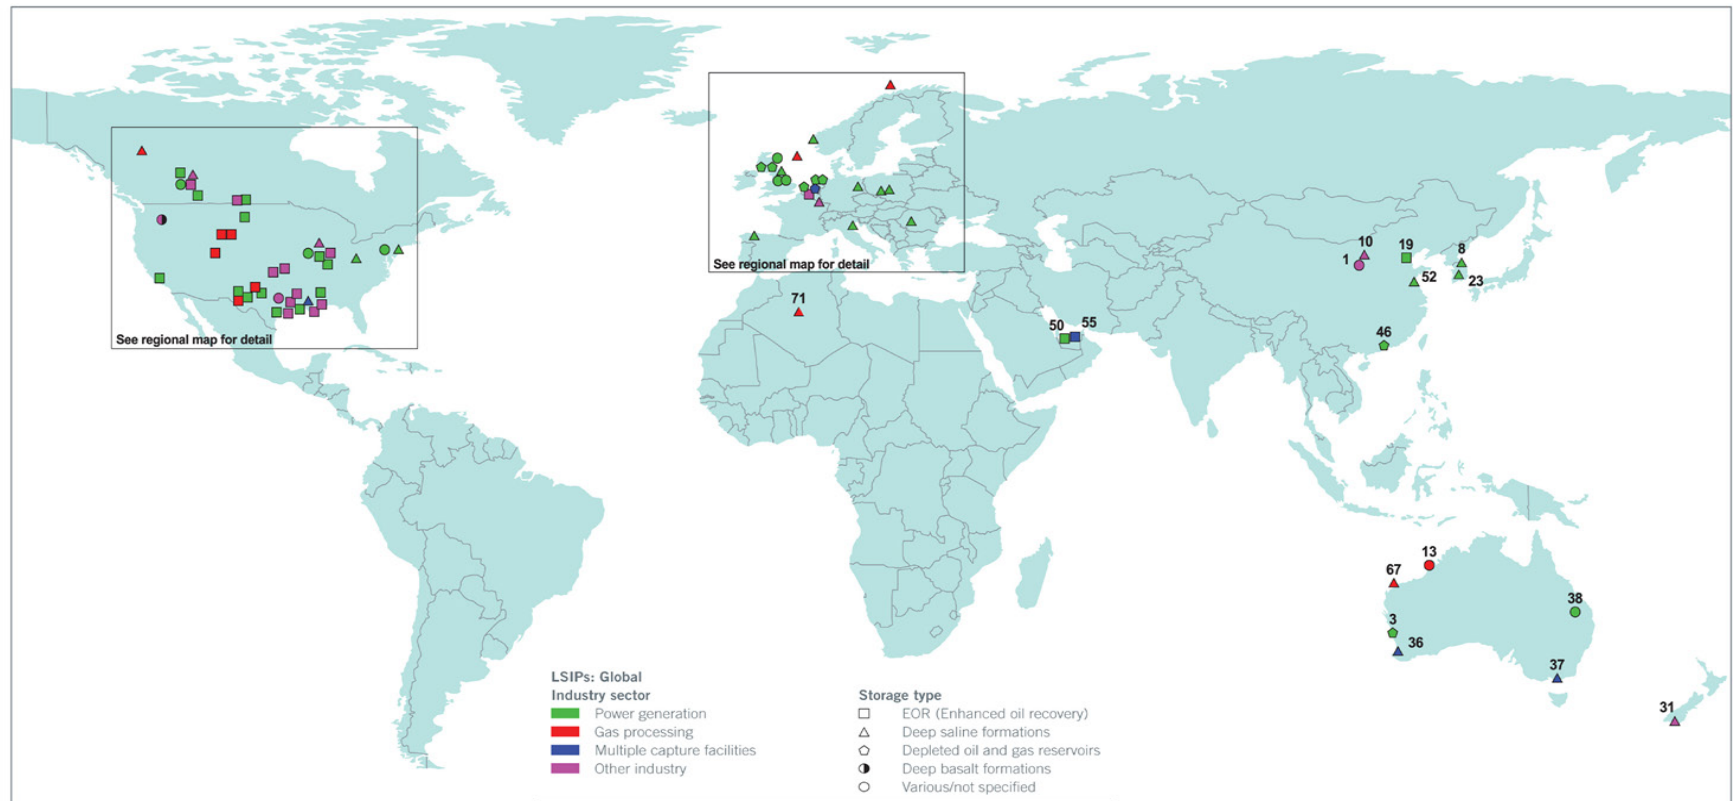 See regional map for detail
See regional map for detail
71
50
55
10
1
19
8
52
23
46
13
67
38
3
36
37
31
LSIPs: Global
Industry sector
Power generation
Gas processing
Multiple capture facilities
Other industry
Storage type
EOR (Enhanced oil recovery)
Deep saline formations
Depleted oil and gas reservoirs
Deep basalt formations
Various/not specified